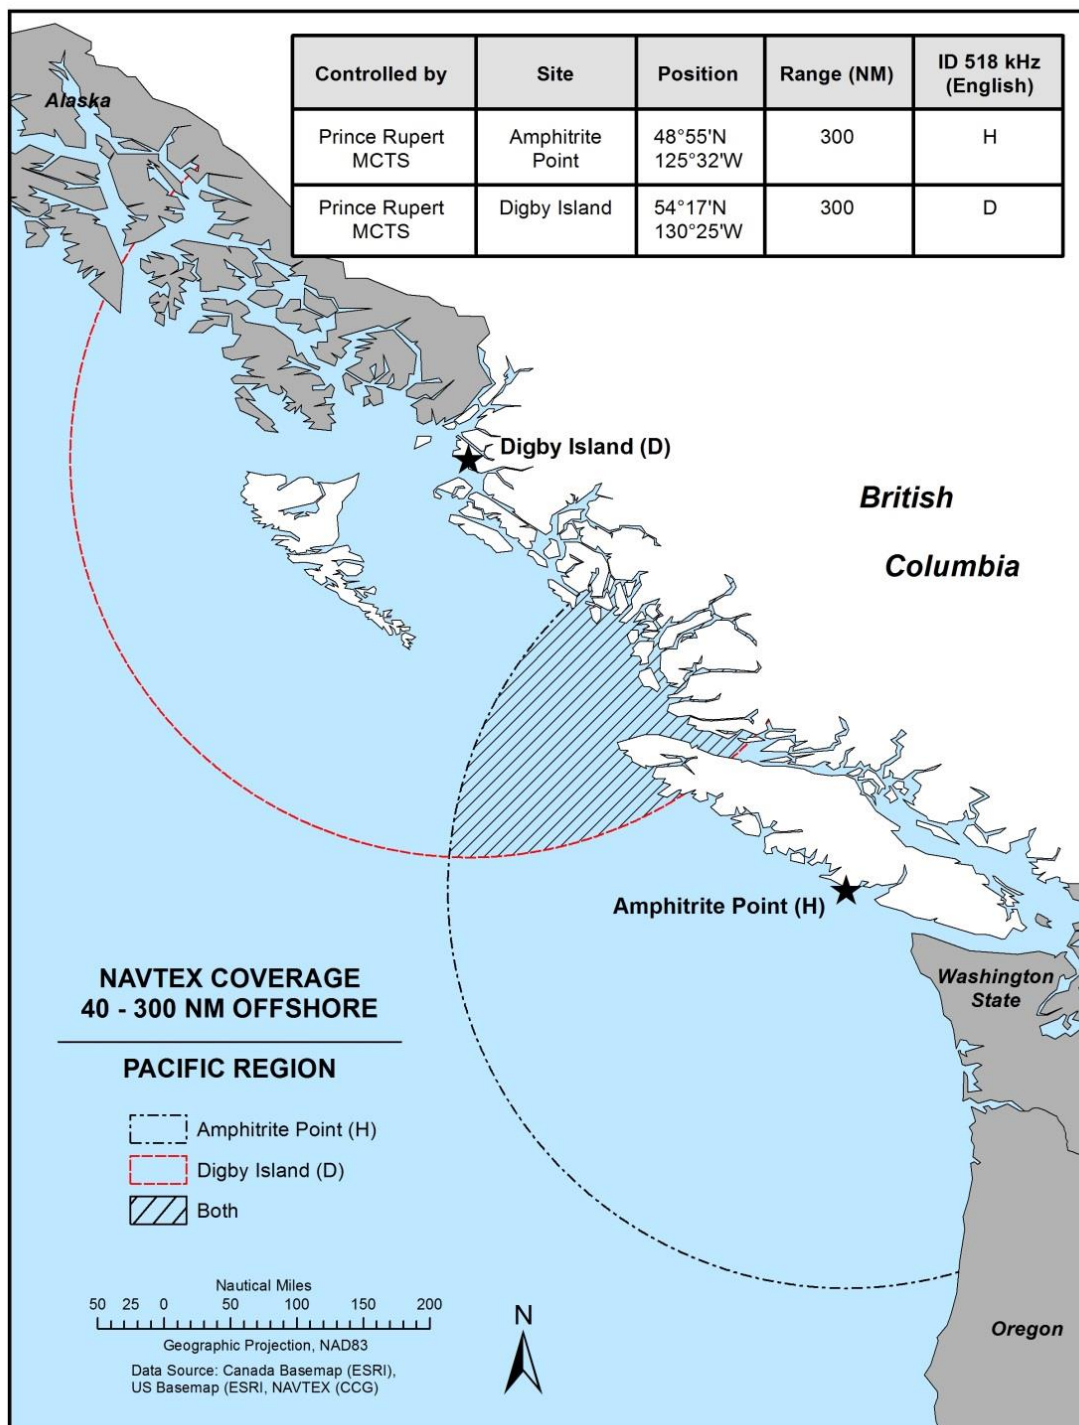 Controlled by Site Position Range (NM) ID 518 kHz
(English)
Prince Rupert
MCTS Amphitrite
Point 48°55'N
125°32'W 300 H
Prince Rupert
MCTS Digby Island 54°17'N
130°25'W 300 D
Alaska
Digby Island (D)
British
Columbia
Amphitrite Point (H)
Washington
State
Oregon
NAVTEX COVERAGE
40 - 300 NM OFFSHORE
PACIFIC REGION
Amphitrite Point (H)
Digby Island (D)
Both
Nautical Miles
50 25 0 50 100 150 200
Geographic Projection, NAD83
Data Source: Canada Basemap (ESRI),
US Basemap (ESRI, NAVTEX (CCG)
N